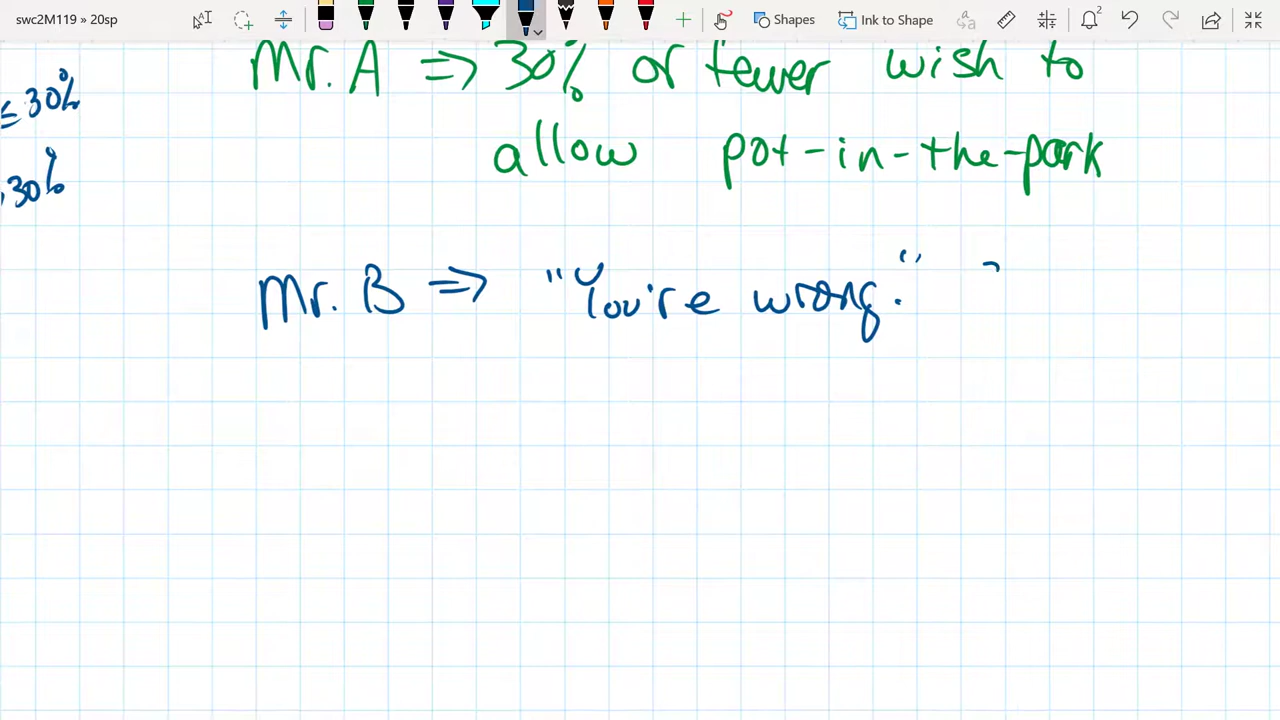 swc2M119 » 20sp
Shapes
Ink to Shape
2
Mr. A => 30% or fewer wish to
≤ 30%
allow pot-in-the-park
30%
Mr. B => "You're wrong."